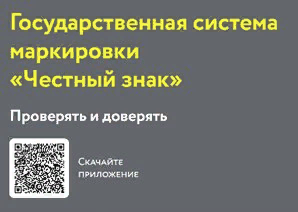 Государственная система
маркировки
«Честный знак»
Проверять и доверять
Скачайте
приложение